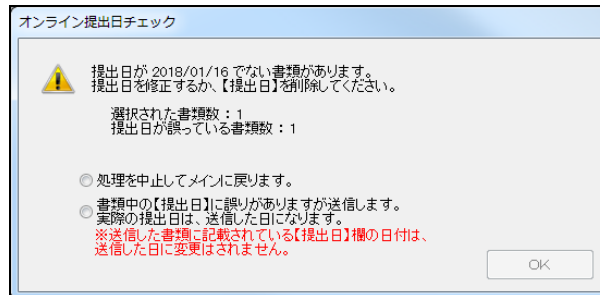 オンライン提出日チェック
提出日が 2018/01/16 でない書類があります。
提出日を修正するか、【提出日】を削除してください。
選択された書類数：1
提出日が誤っている書類数：1
処理を中止してメインに戻ります。
書類中の【提出日】に誤りがありますが送信します。
実際の提出日は、送信した日になります。
※送信した書類に記載されている【提出日】欄の日付は、
送信した日に変更はされません。
OK